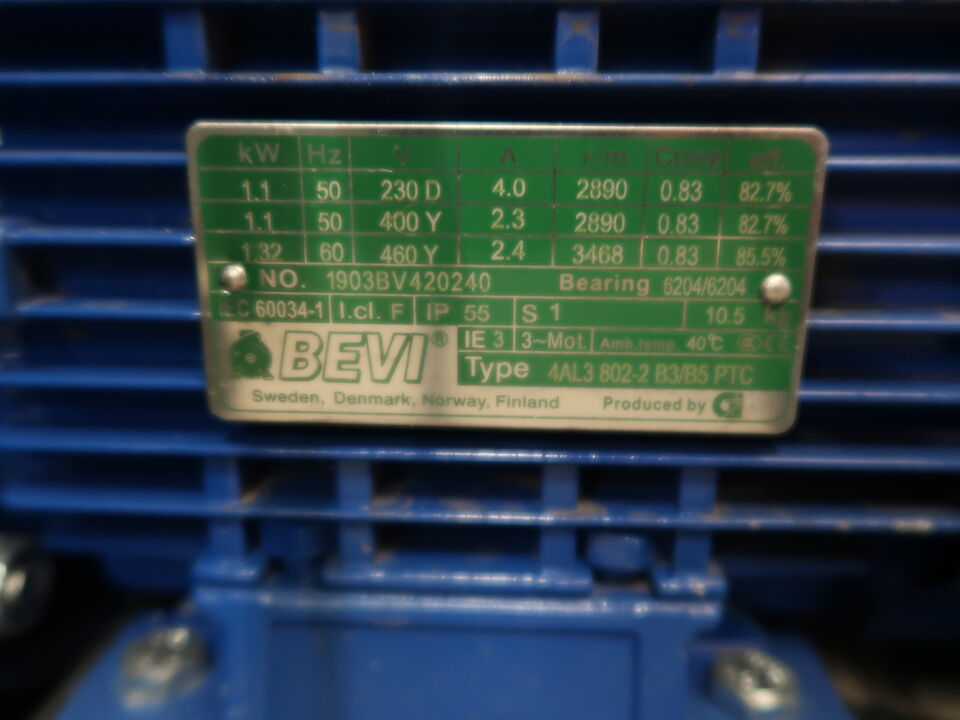 kW Hz V A r/m Cosφ eff.
1.1 50 230 D 4.0 2890 0.83 82.7%
1.1 50 400 Y 2.3 2890 0.83 82.7%
1.32 60 460 Y 2.4 3468 0.83 85.5%
NO. 1903BV420240 Bearing 6204/6204
IEC 60034-1 I.cl. F IP 55 S 1 10.5 kg
IE 3 3~Mot. Amb.temp. 40℃ CE
BEVI®
Type 4AL3 802-2 B3/B5 PTC
Sweden, Denmark, Norway, Finland Produced by